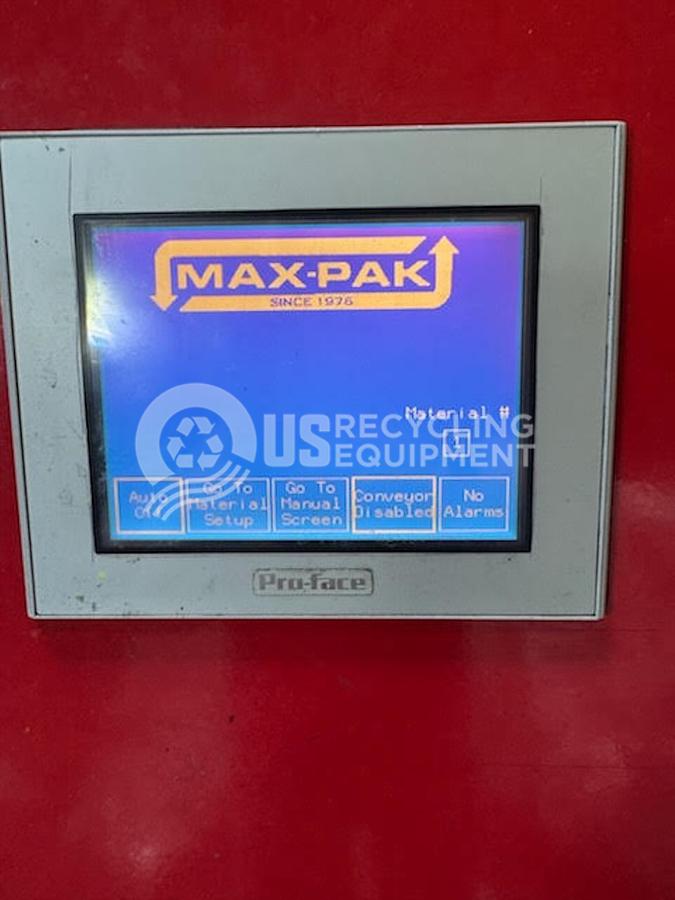 MAX-PAK
SINCE 1976
Material #
1
US RECYCLING
EQUIPMENT
Auto
Go To
Material
Setup
Go To
Manual
Screen
Conveyor
Disabled
No
Alarms
Pro-face